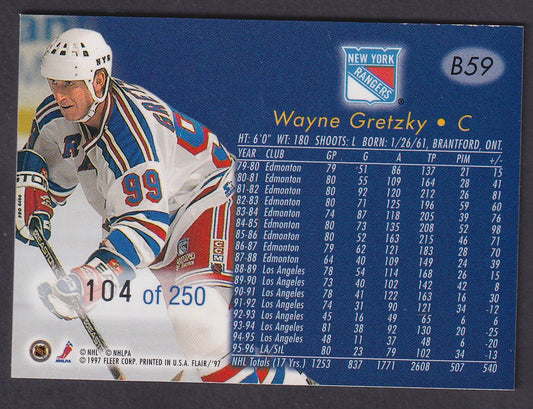 B59
NEW YORK
RANGERS
Wayne Gretzky • C
HT: 6'0" WT: 180 SHOOTS: L BORN: 1/26/61, BRANTFORD, ONT.
YEAR CLUB GP G A TP PIM +/-
79-80 Edmonton 79 51 86 137 21 15
80-81 Edmonton 80 55 109 164 28 41
81-82 Edmonton 80 92 120 212 26 81
82-83 Edmonton 80 71 125 196 59 60
83-84 Edmonton 74 87 118 205 39 76
84-85 Edmonton 80 73 135 208 52 98
85-86 Edmonton 80 52 163 215 46 71
86-87 Edmonton 79 62 121 183 28 70
87-88 Edmonton 64 40 109 149 24 39
88-89 Los Angeles 78 54 114 168 26 15
89-90 Los Angeles 73 40 102 142 42 8
90-91 Los Angeles 78 41 122 163 16 30
91-92 Los Angeles 74 31 90 121 34 -12
92-93 Los Angeles 45 16 49 65 6 6
93-94 Los Angeles 81 38 92 130 20 -25
94-95 Los Angeles 48 11 37 48 6 -20
95-96 LA/StL 80 23 79 102 34 -13
NHL Totals (17 Yrs.) 1253 837 1771 2608 507 540
99
CCM
104 of 250
NHLPA
©NHL ©NHLPA
©1997 FLEER CORP. PRINTED IN U.S.A. FLAIR/'97